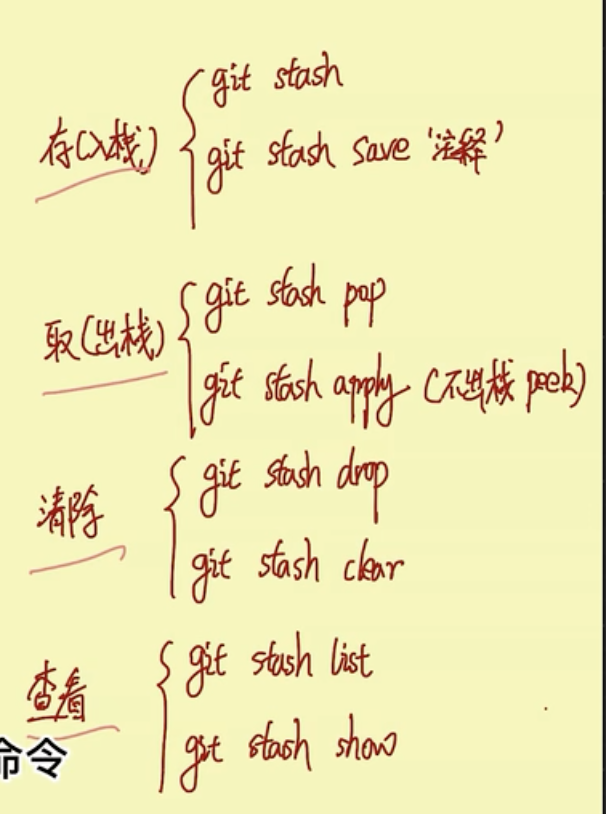 存(入栈)
git stash
git stash save '注释'
取(出栈)
git stash pop
git stash apply (不出栈 peek)
清除
git stash drop
git stash clear
查看
git stash list
git stash show
命令